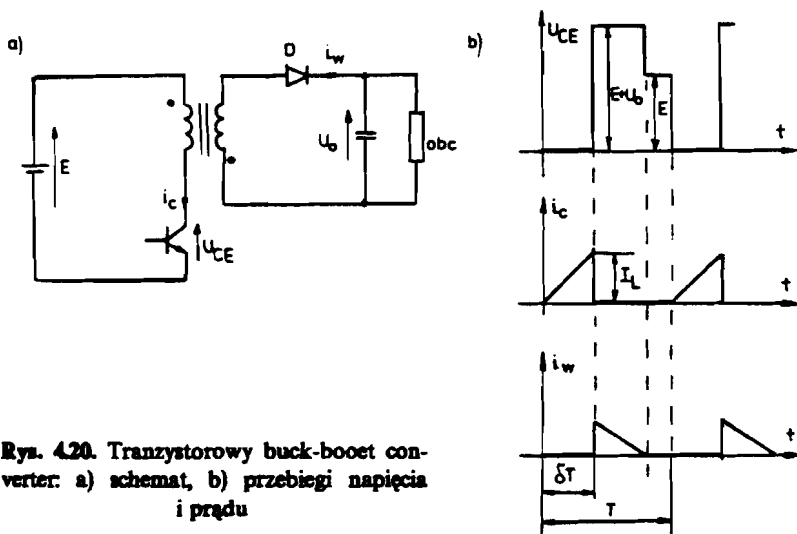 a)
D
i_w
E
U_o
obc
i_c
U_CE
b)
U_CE
E+U_o
E
t
i_c
I_L
t
i_w
t
δT
T
Rys. 4.20. Tranzystorowy buck-booet con-
verter: a) schemat, b) przebiegi napięcia
i prądu